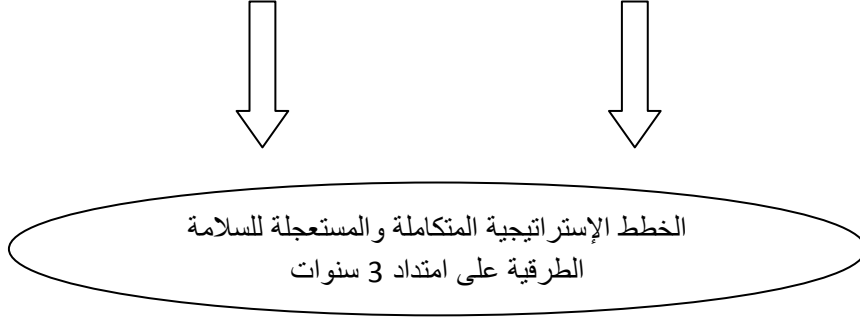 الخطط الإستراتيجية المتكاملة والمستعجلة للسلامة
الطرقية على امتداد 3 سنوات